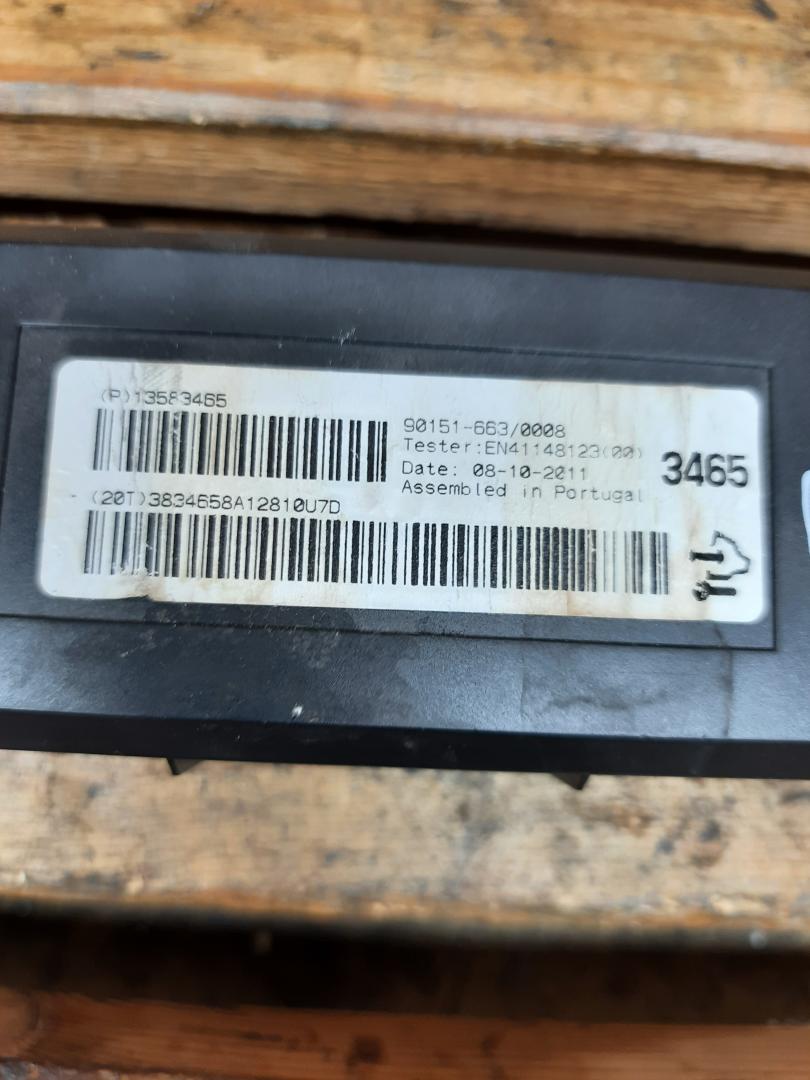 (P)13583465
90151-663/0008
Tester:EN41148123(00)
Date: 08-10-2011
Assembled in Portugal
3465
(20T)3834658A12810U7D